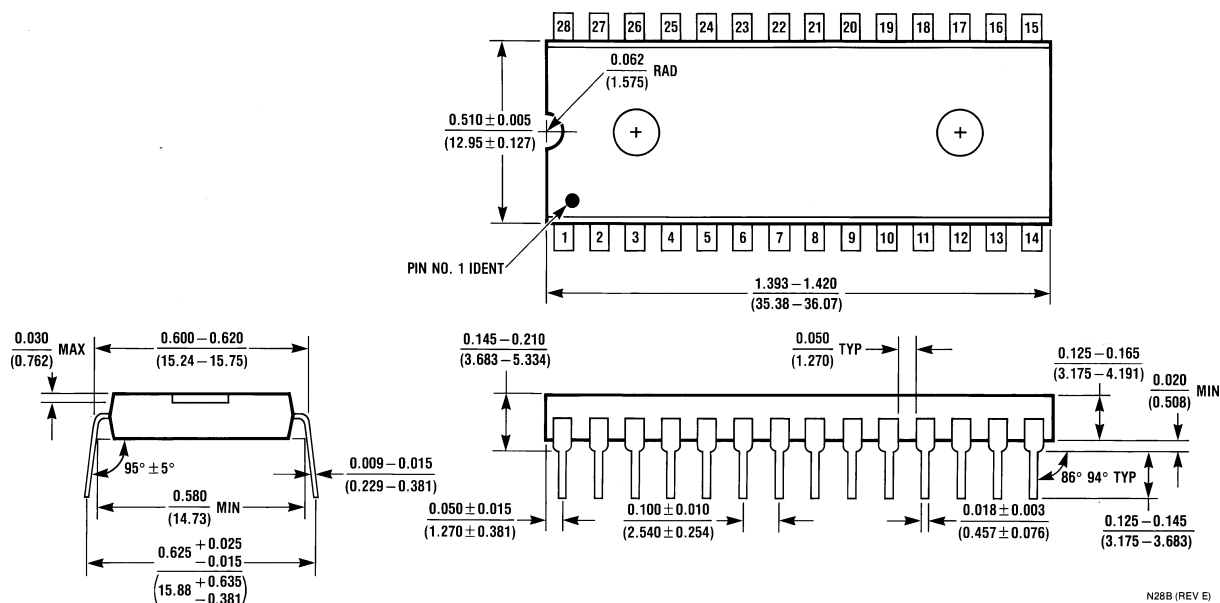 28 27 26 25 24 23 22 21 20 19 18 17 16 15
0.062
(1.575) RAD
0.510 ± 0.005
(12.95 ± 0.127)
1 2 3 4 5 6 7 8 9 10 11 12 13 14
PIN NO. 1 IDENT
1.393 – 1.420
(35.38 – 36.07)
0.030
(0.762) MAX
0.600 – 0.620
(15.24 – 15.75)
95° ± 5°
0.580
(14.73) MIN
0.009 – 0.015
(0.229 – 0.381)
0.625 +0.025
−0.015
(15.88 +0.635
−0.381)
0.145 – 0.210
(3.683 – 5.334)
0.050
(1.270) TYP
0.125 – 0.165
(3.175 – 4.191)
0.020
(0.508) MIN
86° 94° TYP
0.050 ± 0.015
(1.270 ± 0.381)
0.100 ± 0.010
(2.540 ± 0.254)
0.018 ± 0.003
(0.457 ± 0.076)
0.125 – 0.145
(3.175 – 3.683)
N28B (REV E)